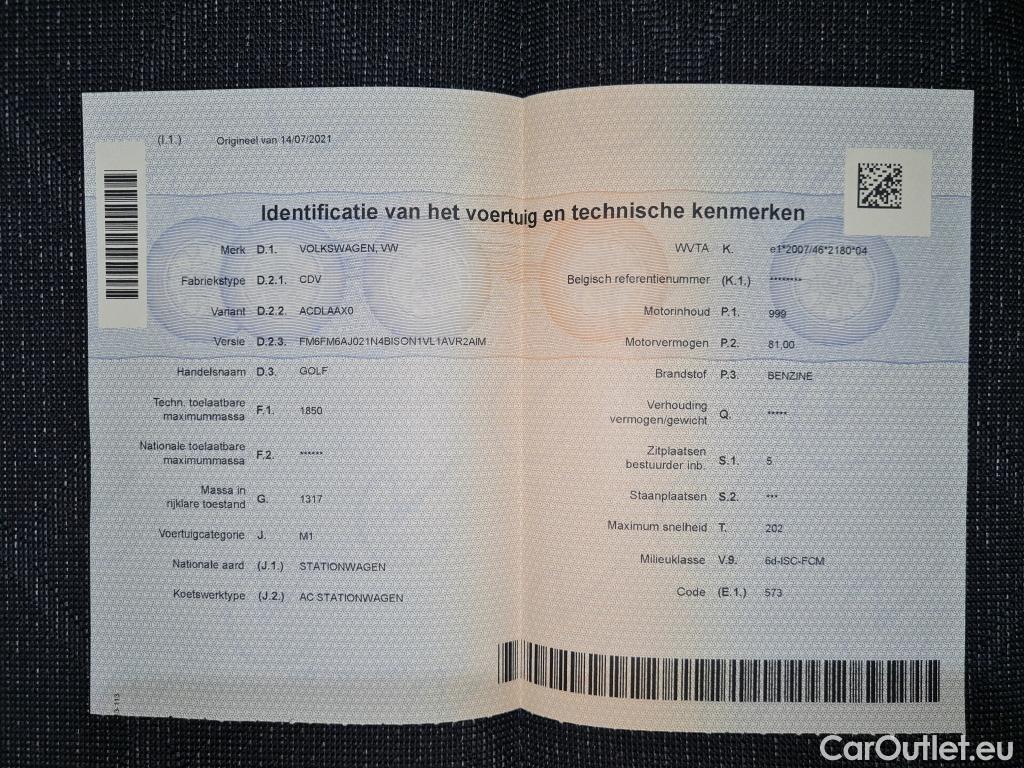 (I.1.) Origineel van 14/07/2021
Identificatie van het voertuig en technische kenmerken
Merk D.1. VOLKSWAGEN, VW
Fabriekstype D.2.1. CDV
Variant D.2.2. ACDLAAX0
Versie D.2.3. FM6FM6AJ021N4BISON1VL1AVR2AIM
Handelsnaam D.3. GOLF
Techn. toelaatbare
maximummassa F.1. 1850
Nationale toelaatbare
maximummassa F.2. ******
Massa in
rijklare toestand G. 1317
Voertuigcategorie J. M1
Nationale aard (J.1.) STATIONWAGEN
Koetswerktype (J.2.) AC STATIONWAGEN
WVTA K. e1*2007/46*2180*04
Belgisch referentienummer (K.1.) ********
Motorinhoud P.1. 999
Motorvermogen P.2. 81,00
Brandstof P.3. BENZINE
Verhouding
vermogen/gewicht Q. *****
Zitplaatsen
bestuurder inb. S.1. 5
Staanplaatsen S.2. ***
Maximum snelheid T. 202
Milieuklasse V.9. 6d-ISC-FCM
Code (E.1.) 573
CarOutlet.eu